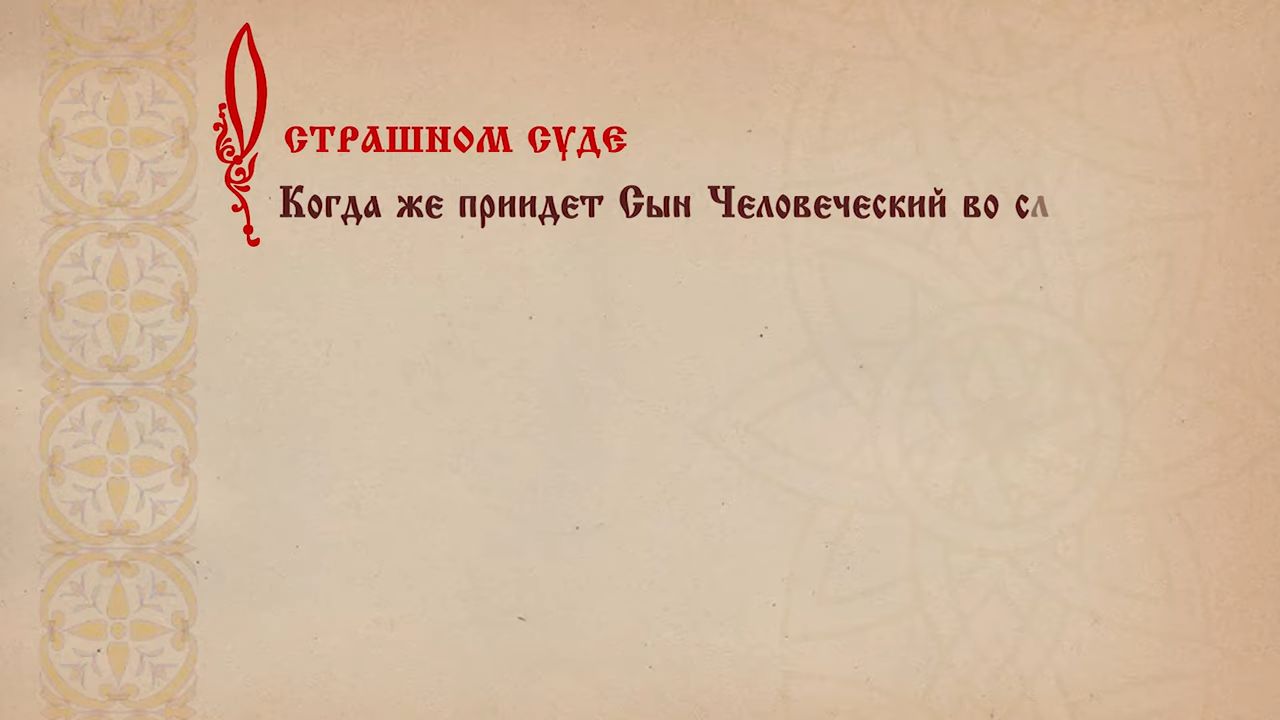 О страшном суде
Когда же приидет Сын Человеческий во сл